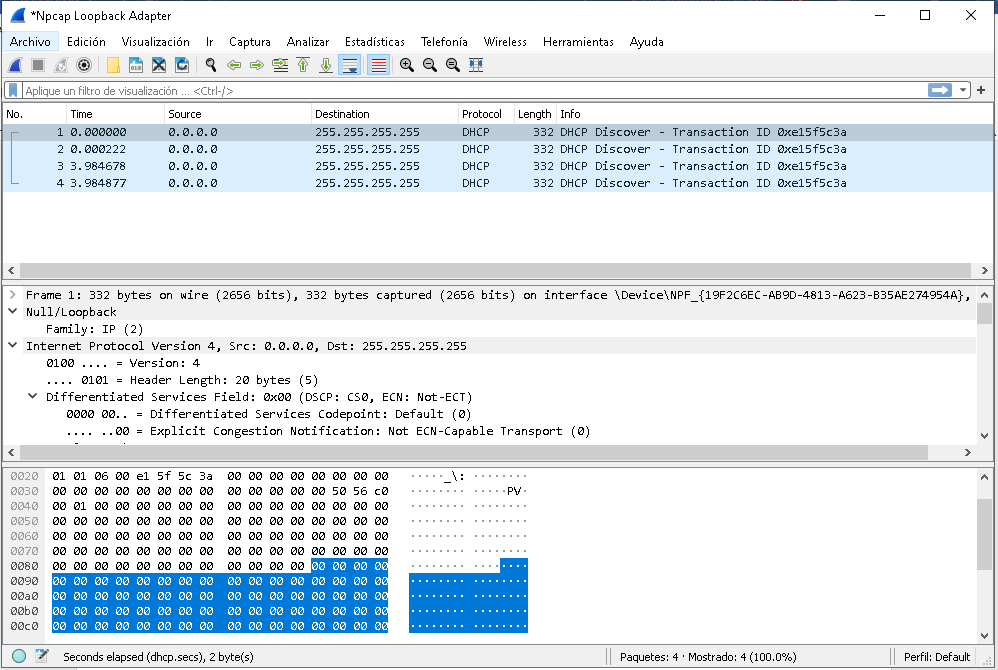 *Npcap Loopback Adapter
Archivo Edición Visualización Ir Captura Analizar Estadísticas Telefonía Wireless Herramientas Ayuda
Aplique un filtro de visualización ... <Ctrl-/>
No. Time Source Destination Protocol Length Info
1 0.000000 0.0.0.0 255.255.255.255 DHCP 332 DHCP Discover - Transaction ID 0xe15f5c3a
2 0.000222 0.0.0.0 255.255.255.255 DHCP 332 DHCP Discover - Transaction ID 0xe15f5c3a
3 3.984678 0.0.0.0 255.255.255.255 DHCP 332 DHCP Discover - Transaction ID 0xe15f5c3a
4 3.984877 0.0.0.0 255.255.255.255 DHCP 332 DHCP Discover - Transaction ID 0xe15f5c3a
Frame 1: 332 bytes on wire (2656 bits), 332 bytes captured (2656 bits) on interface \Device\NPF_{19F2C6EC-AB9D-4813-A623-B35AE274954A},
Null/Loopback
Family: IP (2)
Internet Protocol Version 4, Src: 0.0.0.0, Dst: 255.255.255.255
0100 .... = Version: 4
.... 0101 = Header Length: 20 bytes (5)
Differentiated Services Field: 0x00 (DSCP: CS0, ECN: Not-ECT)
0000 00.. = Differentiated Services Codepoint: Default (0)
.... ..00 = Explicit Congestion Notification: Not ECN-Capable Transport (0)
0020 01 01 06 00 e1 5f 5c 3a 00 00 00 00 00 00 00 00 ·····_\: ········
0030 00 00 00 00 00 00 00 00 00 00 00 00 00 50 56 c0 ········ ·····PV·
0040 00 01 00 00 00 00 00 00 00 00 00 00 00 00 00 00 ········ ········
0050 00 00 00 00 00 00 00 00 00 00 00 00 00 00 00 00 ········ ········
0060 00 00 00 00 00 00 00 00 00 00 00 00 00 00 00 00 ········ ········
0070 00 00 00 00 00 00 00 00 00 00 00 00 00 00 00 00 ········ ········
0080 00 00 00 00 00 00 00 00 00 00 00 00 00 00 00 00 ········ ········
0090 00 00 00 00 00 00 00 00 00 00 00 00 00 00 00 00 ········ ········
00a0 00 00 00 00 00 00 00 00 00 00 00 00 00 00 00 00 ········ ········
00b0 00 00 00 00 00 00 00 00 00 00 00 00 00 00 00 00 ········ ········
00c0 00 00 00 00 00 00 00 00 00 00 00 00 00 00 00 00 ········ ········
Seconds elapsed (dhcp.secs), 2 byte(s) Paquetes: 4 · Mostrado: 4 (100.0%) Perfil: Default